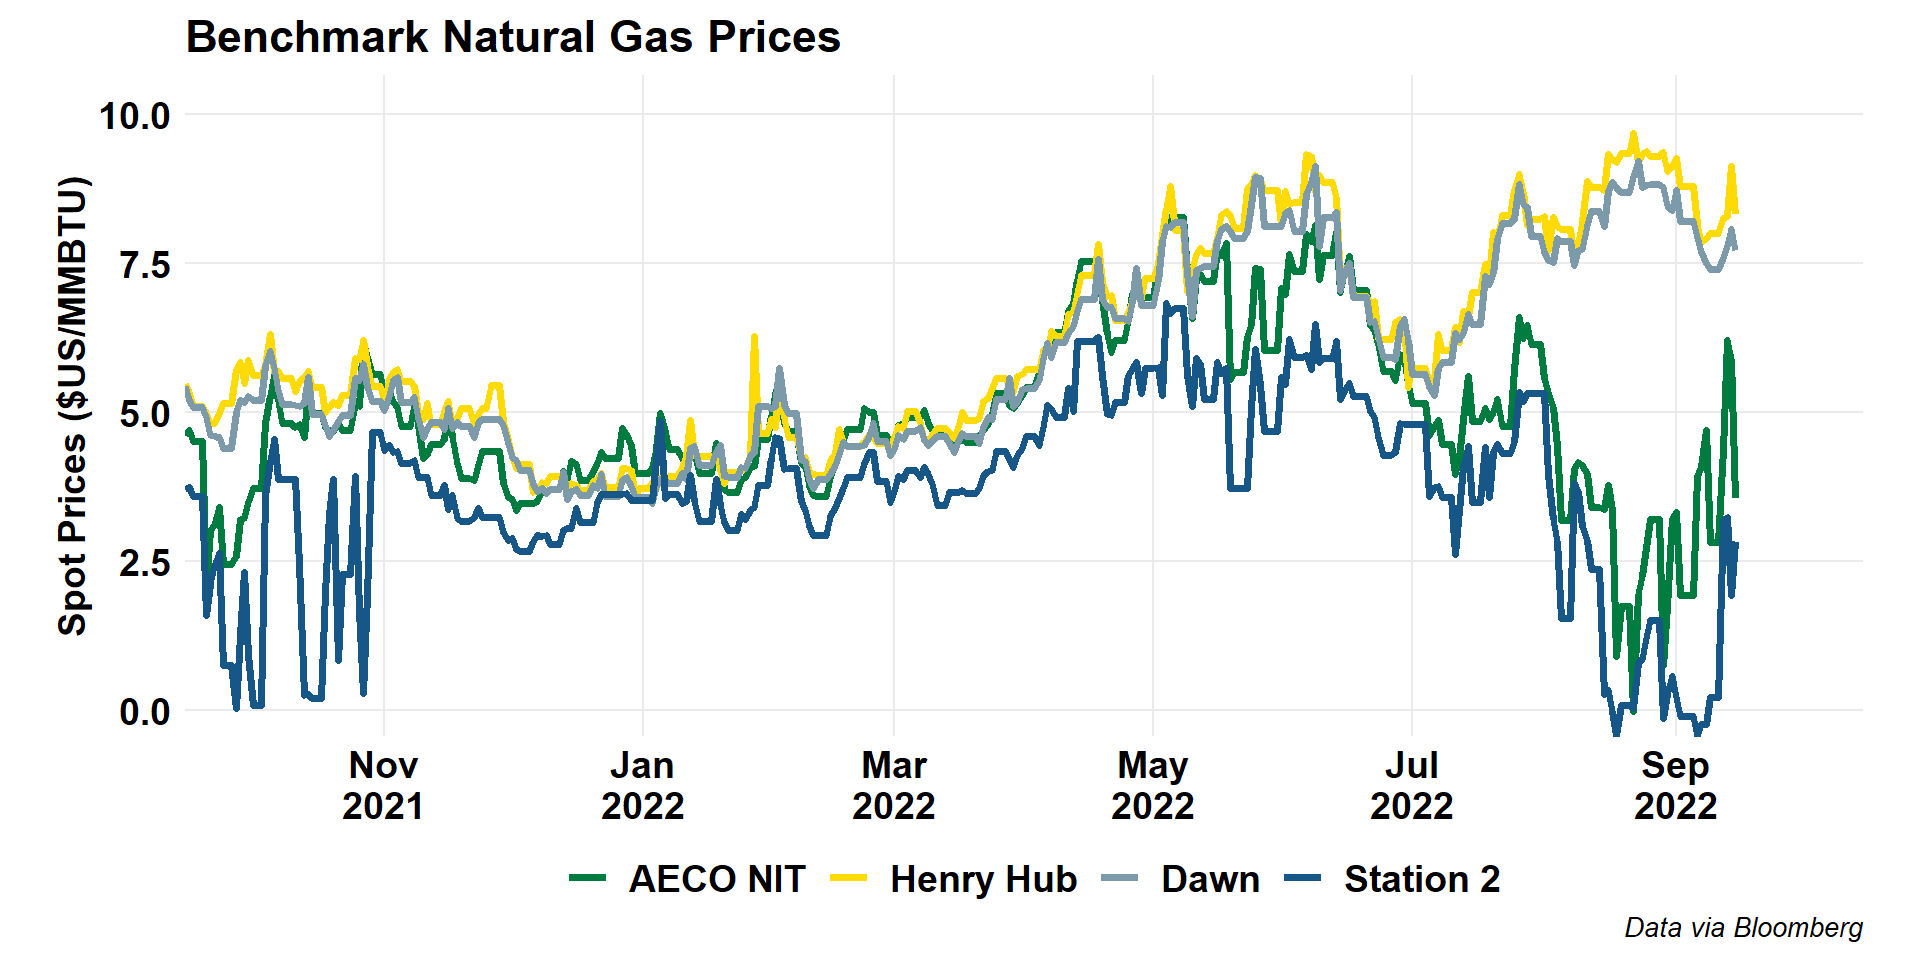 Benchmark Natural Gas Prices
Spot Prices ($US/MMBTU)
10.0
7.5
5.0
2.5
0.0
Nov
2021
Jan
2022
Mar
2022
May
2022
Jul
2022
Sep
2022
AECO NIT Henry Hub Dawn Station 2
Data via Bloomberg